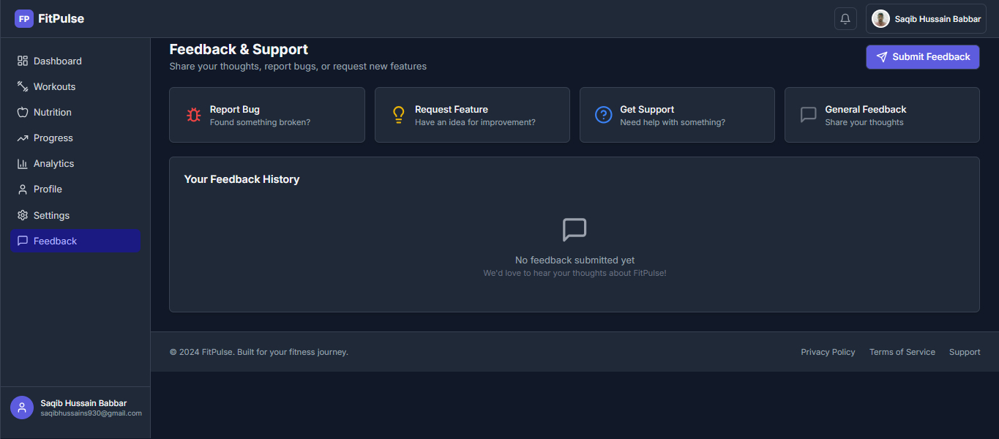 FP FitPulse
Saqib Hussain Babbar
Dashboard
Workouts
Nutrition
Progress
Analytics
Profile
Settings
Feedback
Saqib Hussain Babbar
saqibhussains930@gmail.com
Feedback & Support
Share your thoughts, report bugs, or request new features
Submit Feedback
Report Bug
Found something broken?
Request Feature
Have an idea for improvement?
Get Support
Need help with something?
General Feedback
Share your thoughts
Your Feedback History
No feedback submitted yet
We'd love to hear your thoughts about FitPulse!
© 2024 FitPulse. Built for your fitness journey.
Privacy Policy Terms of Service Support